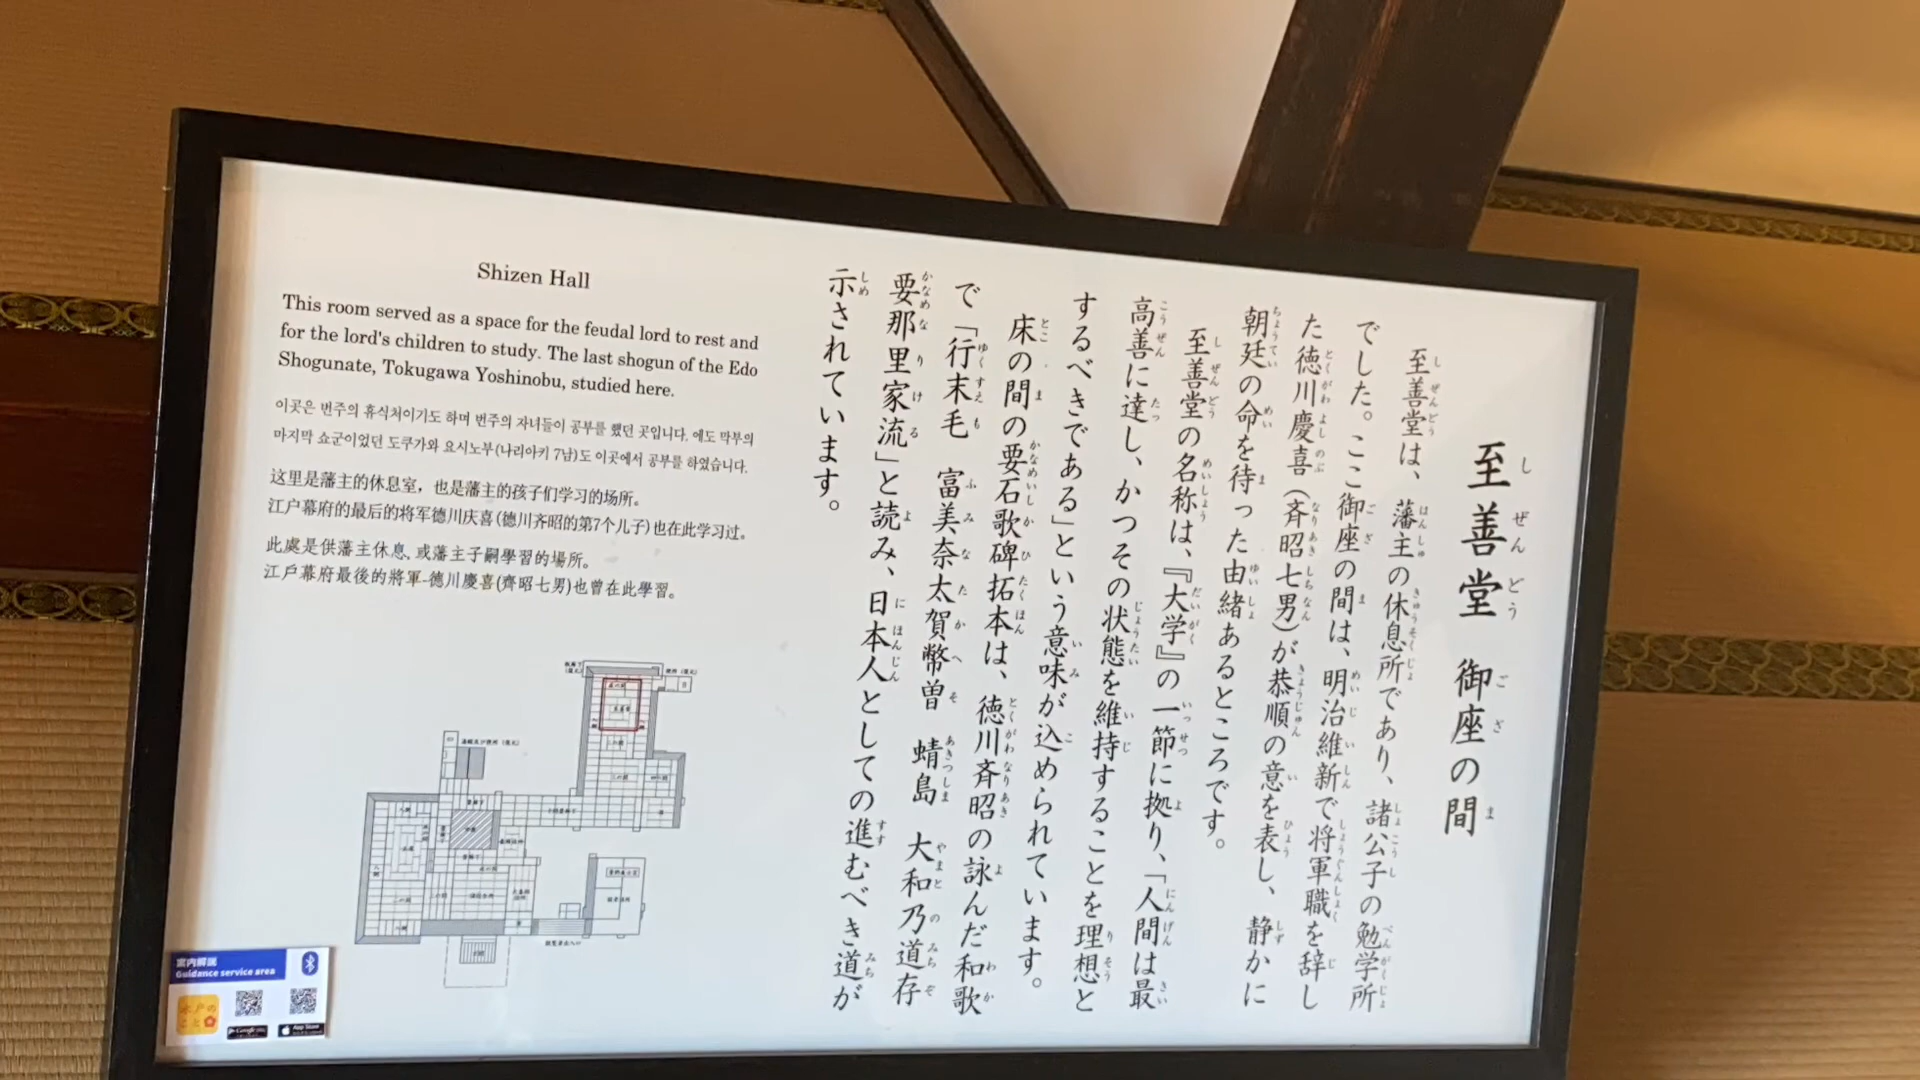 至善堂 御座の間
至善堂は、藩主の休息所であり、諸公子の勉学所
でした。ここ御座の間は、明治維新で将軍職を辞し
た徳川慶喜（斉昭七男）が恭順の意を表し、静かに
朝廷の命を待った由緒あるところです。
至善堂の名称は、『大学』の一節に拠り、「人間は最
高善に達し、かつその状態を維持することを理想と
するべきである」という意味が込められています。
床の間の要石歌碑拓本は、徳川斉昭の詠んだ和歌
で「行末毛 富美奈太賀幣曽 蜻島 大和乃道存
要那里家流」と読み、日本人としての進むべき道が
示されています。
Shizen Hall
This room served as a space for the feudal lord to rest and
for the lord's children to study. The last shogun of the Edo
Shogunate, Tokugawa Yoshinobu, studied here.
이곳은 번주의 휴식처이기도 하며 번주의 자녀들이 공부를 했던 곳입니다. 에도 막부의
마지막 쇼군이었던 도쿠가와 요시노부(나리아키 7남)도 이곳에서 공부를 하였습니다.
这里是藩主的休息室，也是藩主的孩子们学习的场所。
江户幕府的最后的将军德川庆喜(德川齐昭的第7个儿子)也在此学习过。
此處是供藩主休息, 或藩主子嗣學習的場所。
江戶幕府最後的將軍-德川慶喜(齊昭七男)也曾在此學習。
案内解説
Guidance service area
水戸の
こと
Google Play
App Store